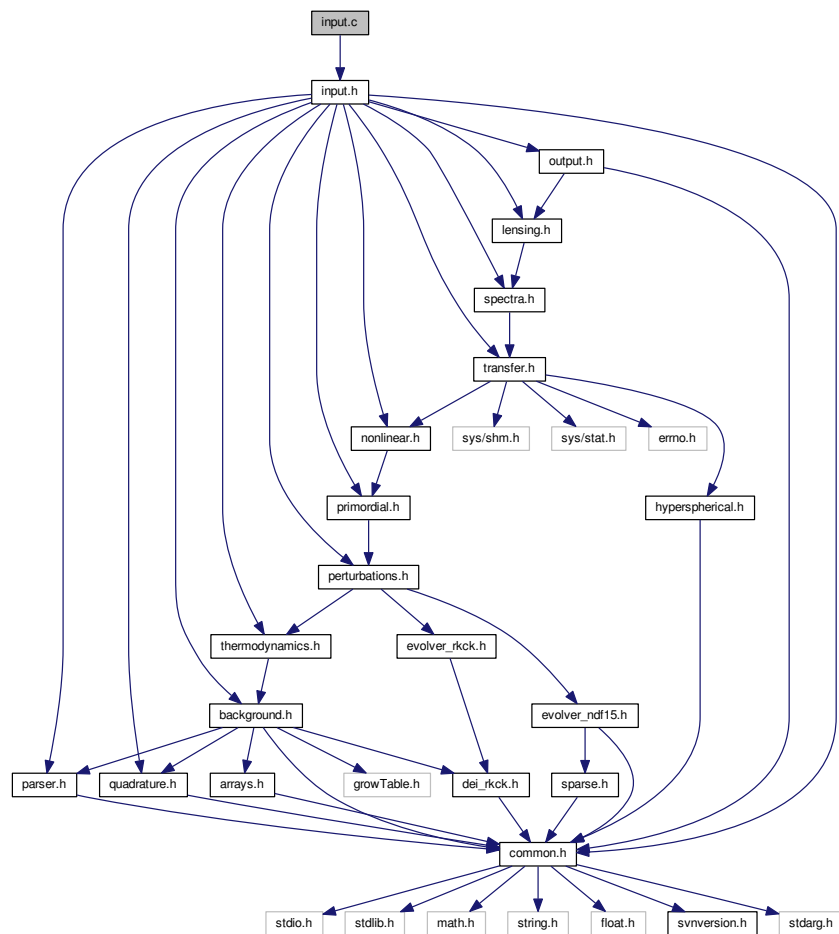 input.c
input.h
output.h
lensing.h
spectra.h
transfer.h
nonlinear.h
sys/shm.h
sys/stat.h
errno.h
primordial.h
hyperspherical.h
perturbations.h
thermodynamics.h
evolver_rkck.h
background.h
evolver_ndf15.h
parser.h
quadrature.h
arrays.h
growTable.h
dei_rkck.h
sparse.h
common.h
stdio.h
stdlib.h
math.h
string.h
float.h
svnversion.h
stdarg.h